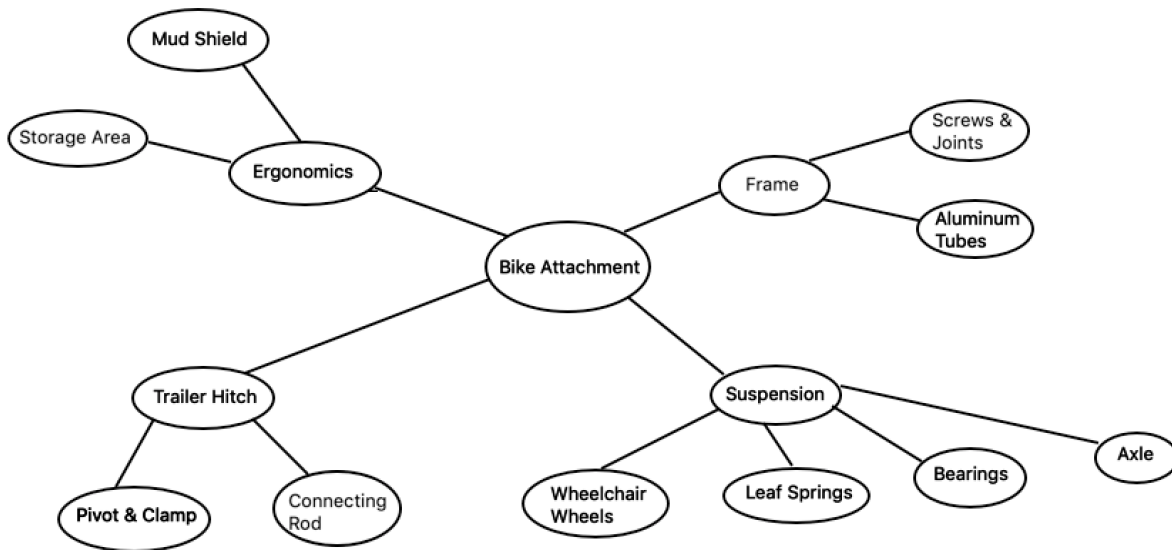 Mud Shield
Storage Area
Ergonomics
Screws &
Joints
Frame
Aluminum
Tubes
Bike Attachment
Trailer Hitch
Suspension
Pivot & Clamp
Connecting
Rod
Wheelchair
Wheels
Leaf Springs
Bearings
Axle